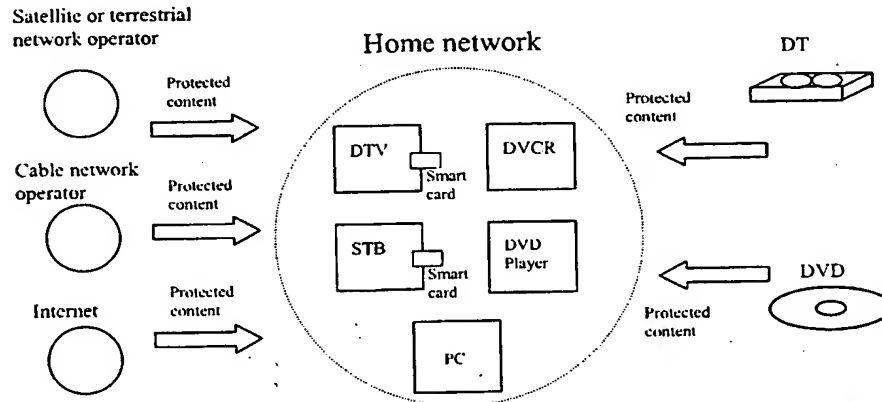 Satellite or terrestrial
network operator
Protected
content
Cable network
operator
Protected
content
Internet
Protected
content
Home network
DTV
Smart
card
DVCR
STB
Smart
card
DVD
Player
PC
DT
Protected
content
DVD
Protected
content